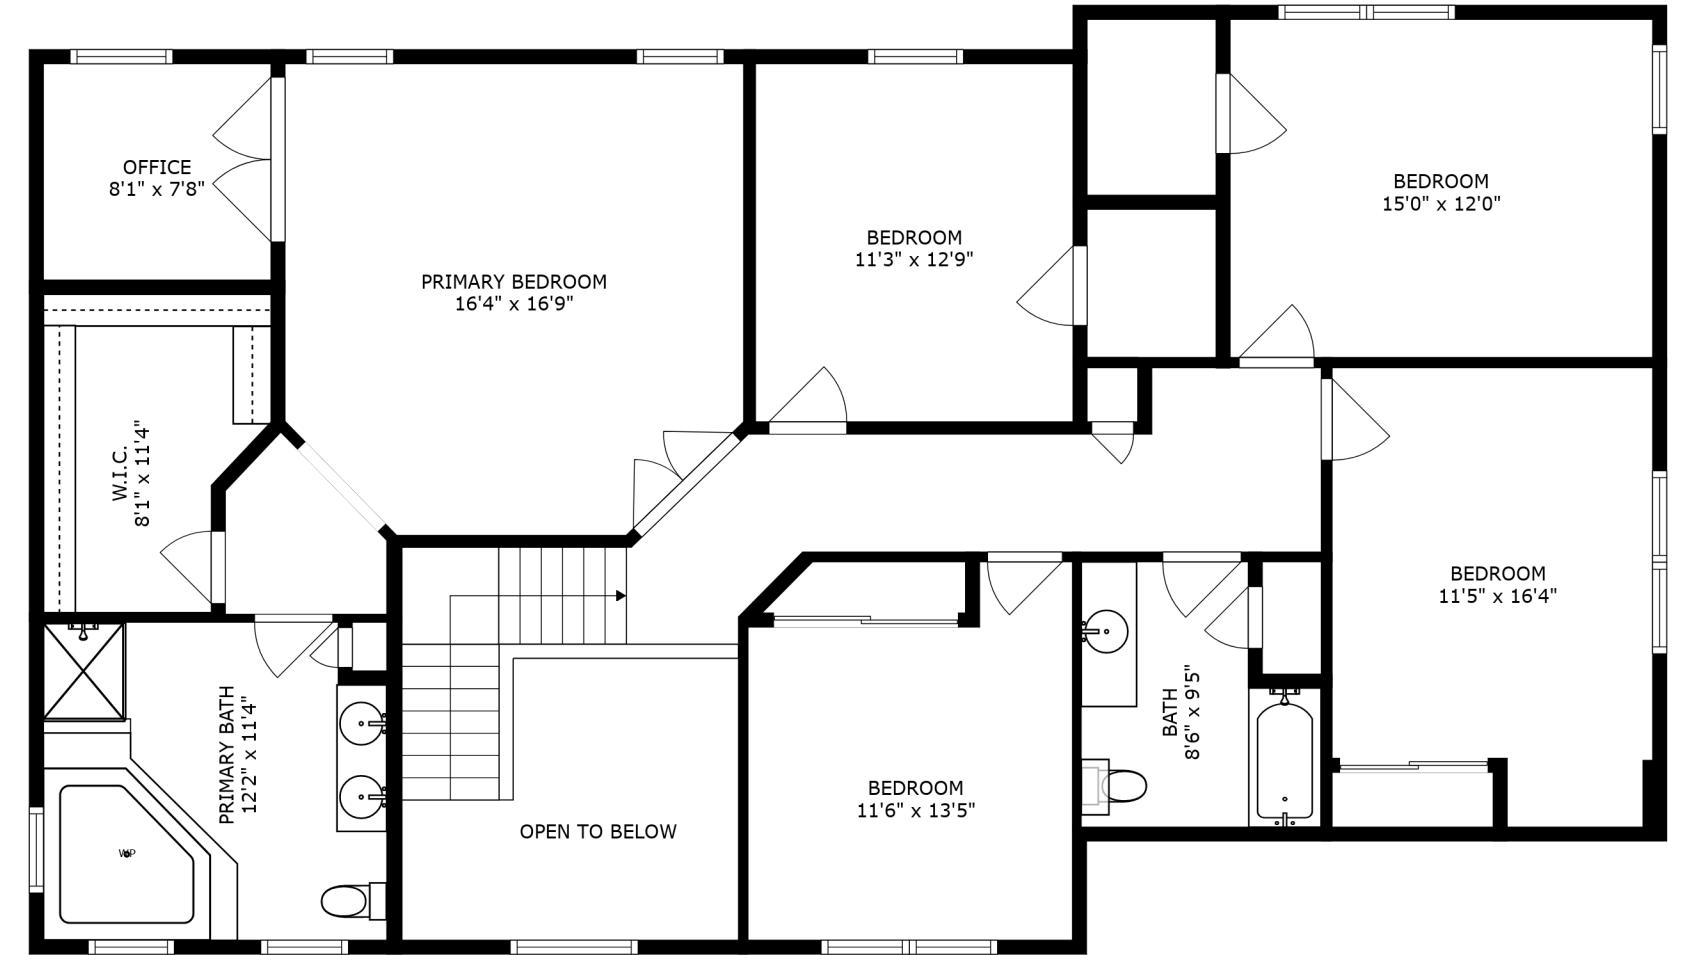 OFFICE
8'1" x 7'8"
PRIMARY BEDROOM
16'4" x 16'9"
BEDROOM
11'3" x 12'9"
BEDROOM
15'0" x 12'0"
W.I.C.
8'1" x 11'4"
BEDROOM
11'5" x 16'4"
PRIMARY BATH
12'2" x 11'4"
BATH
8'6" x 9'5"
BEDROOM
11'6" x 13'5"
OPEN TO BELOW
WP